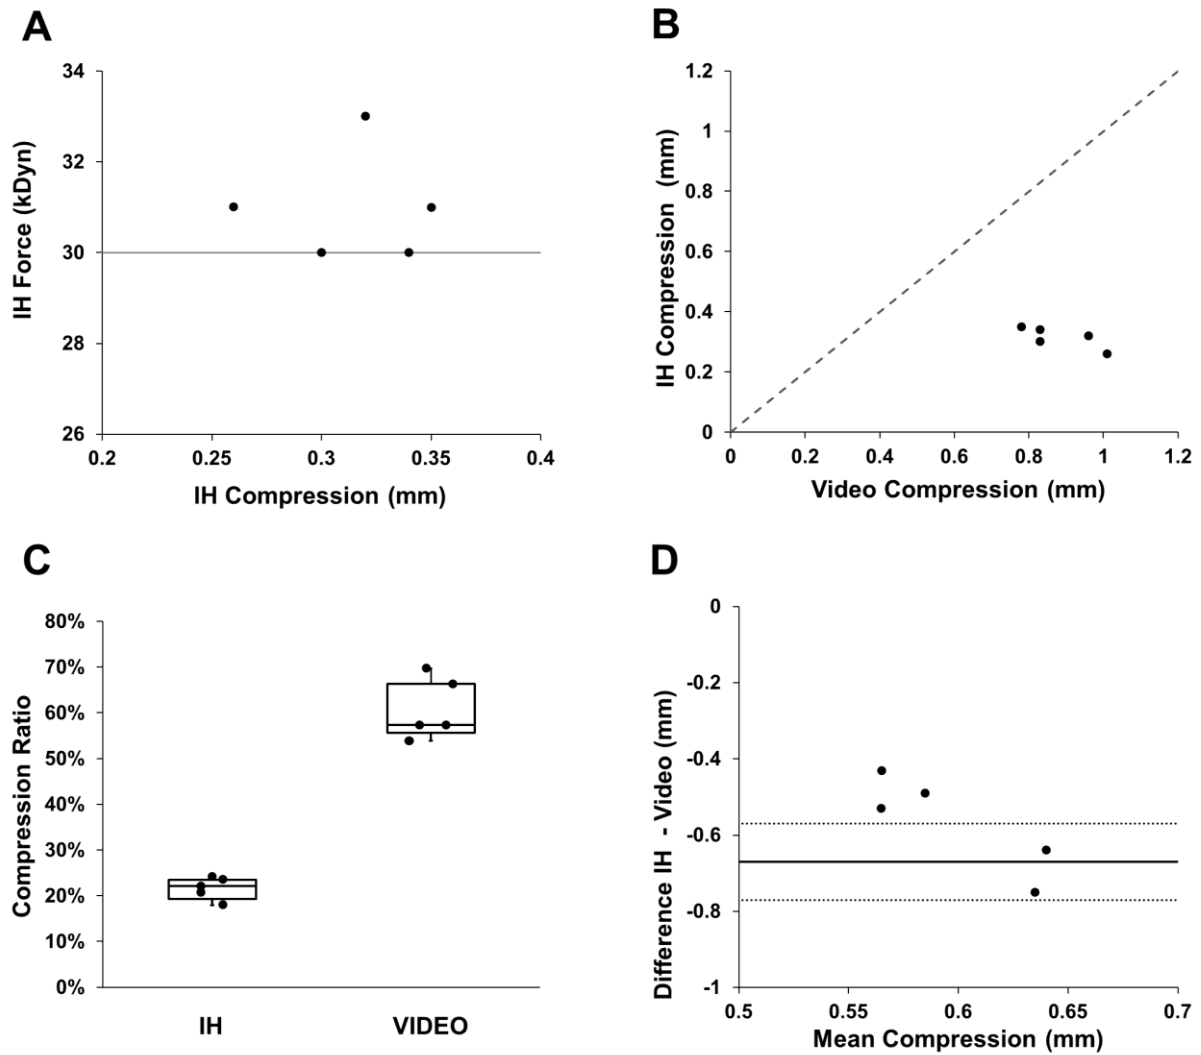 A
34
32
30
28
26
IH Force (kDyn)
0.2 0.25 0.3 0.35 0.4
IH Compression (mm)
B
1.2
1
0.8
0.6
0.4
0.2
0
IH Compression (mm)
0 0.2 0.4 0.6 0.8 1 1.2
Video Compression (mm)
C
80%
70%
60%
50%
40%
30%
20%
10%
0%
Compression Ratio
IH VIDEO
D
0
-0.2
-0.4
-0.6
-0.8
-1
Difference IH - Video (mm)
0.5 0.55 0.6 0.65 0.7
Mean Compression (mm)